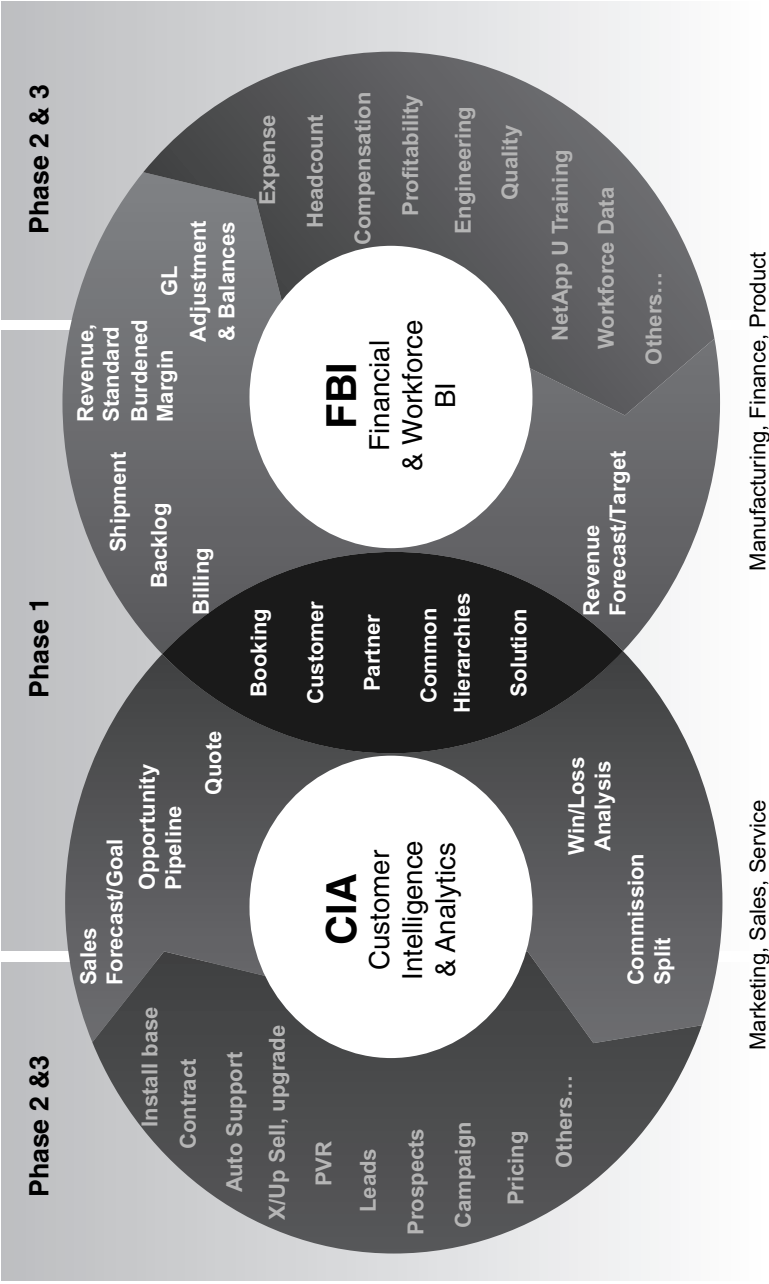 Phase 2 &3
Phase 1
Phase 2 & 3
Sales
Forecast/Goal
Opportunity
Pipeline
Quote
Install base
Contract
Auto Support
X/Up Sell, upgrade
PVR
Leads
Prospects
Campaign
Pricing
Others...
CIA
Customer
Intelligence
& Analytics
Win/Loss
Analysis
Commission
Split
Booking
Customer
Partner
Common
Hierarchies
Solution
Shipment
Backlog
Billing
Revenue,
Standard
Burdened
Margin
GL
Adjustment
& Balances
FBI
Financial
& Workforce
BI
Revenue
Forecast/Target
Expense
Headcount
Compensation
Profitability
Engineering
Quality
NetApp U Training
Workforce Data
Others...
Marketing, Sales, Service
Manufacturing, Finance, Product